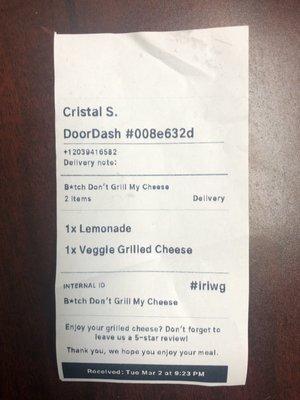 Cristal S.
DoorDash #008e632d
+12039416582
Delivery note:
B*tch Don't Grill My Cheese
2 items Delivery
1x Lemonade
1x Veggie Grilled Cheese
INTERNAL ID #iriwg
B*tch Don't Grill My Cheese
Enjoy your grilled cheese? Don't forget to
leave us a 5-star review!
Thank you, we hope you enjoy your meal.
Received: Tue Mar 2 at 9:23 PM